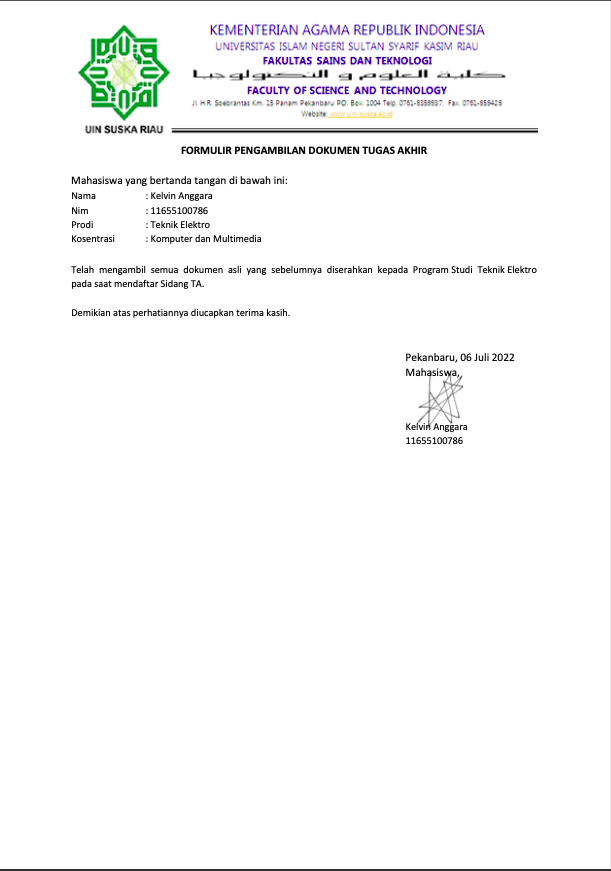 KEMENTERIAN AGAMA REPUBLIK INDONESIA
UNIVERSITAS ISLAM NEGERI SULTAN SYARIF KASIM RIAU
FAKULTAS SAINS DAN TEKNOLOGI
كلية العلوم و التكنولوجيا
FACULTY OF SCIENCE AND TECHNOLOGY
Jl. H.R. Soebrantas Km. 15 Panam Pekanbaru PO. Box. 1004 Telp. 0761-8359937, Fax. 0761-859428
Website: www.uin-suska.ac.id
UIN SUSKA RIAU
FORMULIR PENGAMBILAN DOKUMEN TUGAS AKHIR
Mahasiswa yang bertanda tangan di bawah ini:
Nama : Kelvin Anggara
Nim : 11655100786
Prodi : Teknik Elektro
Kosentrasi : Komputer dan Multimedia
Telah mengambil semua dokumen asli yang sebelumnya diserahkan kepada Program Studi Teknik Elektro
pada saat mendaftar Sidang TA.
Demikian atas perhatiannya diucapkan terima kasih.
Pekanbaru, 06 Juli 2022
Mahasiswa,
Kelvin Anggara
11655100786